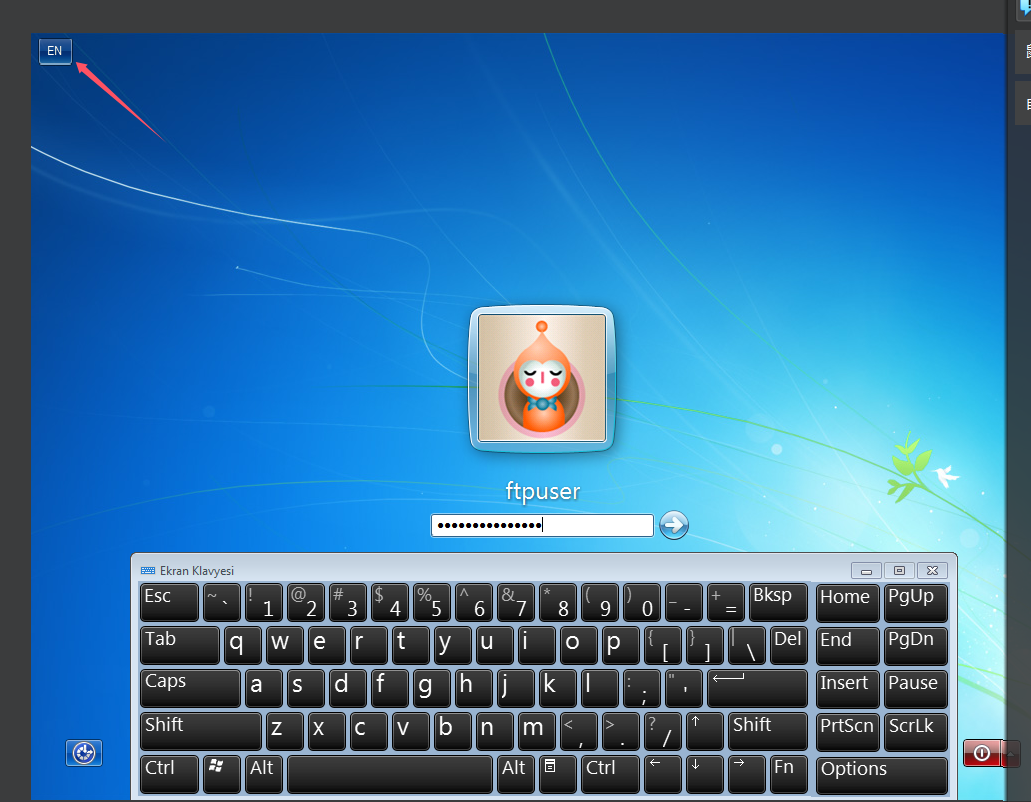 EN
ftpuser
Ekran Klavyesi
Esc ~ ` ! 1 @ 2 # 3 $ 4 % 5 ^ 6 & 7 * 8 ( 9 ) 0 _ - + = Bksp Home PgUp
Tab q w e r t y u i o p { [ } ] | \ Del End PgDn
Caps a s d f g h j k l : ; " ' Insert Pause
Shift z x c v b n m < , > . ? / ↑ Shift PrtScn ScrLk
Ctrl Alt Alt Ctrl ← ↓ → Fn Options